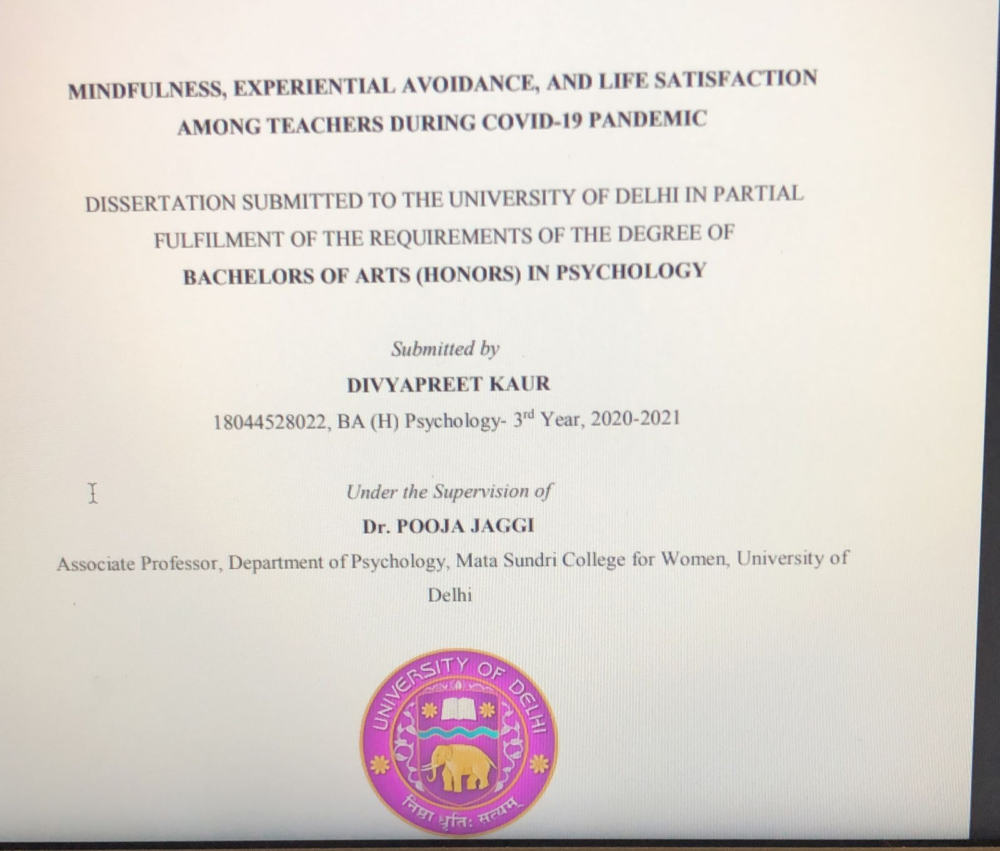 MINDFULNESS, EXPERIENTIAL AVOIDANCE, AND LIFE SATISFACTION
AMONG TEACHERS DURING COVID-19 PANDEMIC
DISSERTATION SUBMITTED TO THE UNIVERSITY OF DELHI IN PARTIAL
FULFILMENT OF THE REQUIREMENTS OF THE DEGREE OF
BACHELORS OF ARTS (HONORS) IN PSYCHOLOGY
Submitted by
DIVYAPREET KAUR
18044528022, BA (H) Psychology- 3rd Year, 2020-2021
Under the Supervision of
Dr. POOJA JAGGI
Associate Professor, Department of Psychology, Mata Sundri College for Women, University of
Delhi
UNIVERSITY OF DELHI
निष्ठा धृति: सत्यम्